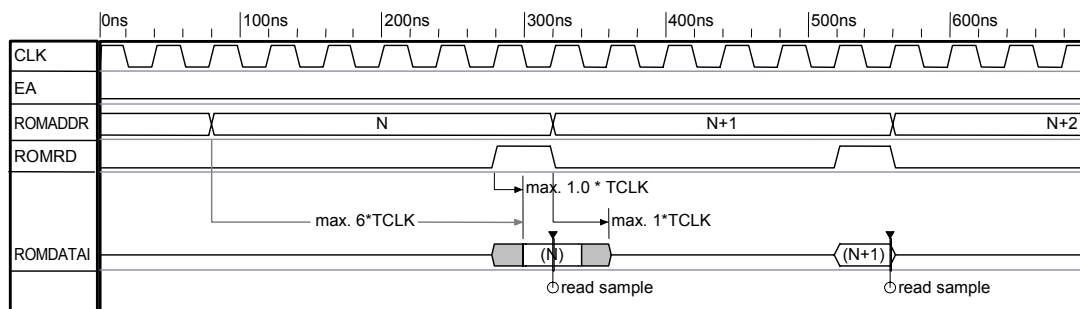 0ns 100ns 200ns 300ns 400ns 500ns 600ns
CLK
EA
ROMADDR N N+1 N+2
ROMRD
max. 1.0 * TCLK
max. 6*TCLK max. 1*TCLK
ROMDATAI (N) (N+1)
read sample read sample